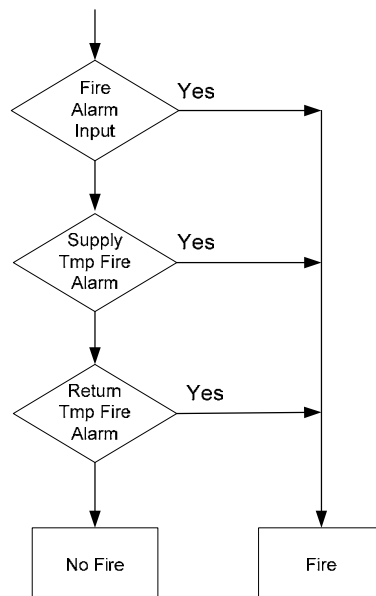 Fire
Alarm
Input
Yes
Supply
Tmp Fire
Alarm
Yes
Return
Tmp Fire
Alarm
Yes
No Fire
Fire